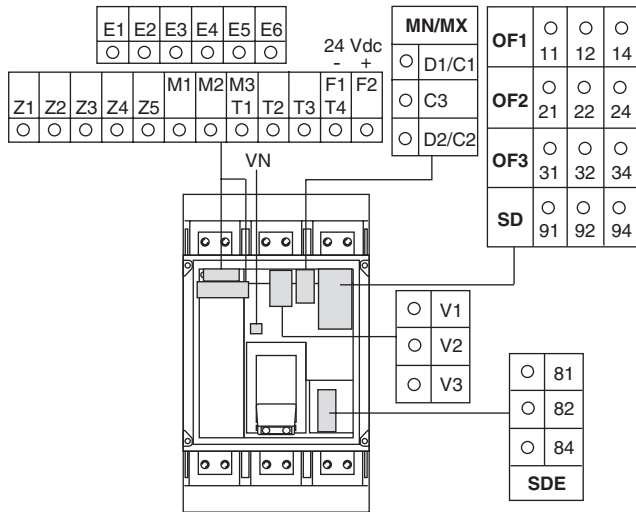 E1 E2 E3 E4 E5 E6
24 Vdc
- +
Z1 Z2 Z3 Z4 Z5 M1 M2 M3 T1 T2 T3 F1 T4 F2
VN
MN/MX
D1/C1
C3
D2/C2
OF1 11 12 14
OF2 21 22 24
OF3 31 32 34
SD 91 92 94
V1
V2
V3
81
82
84
SDE